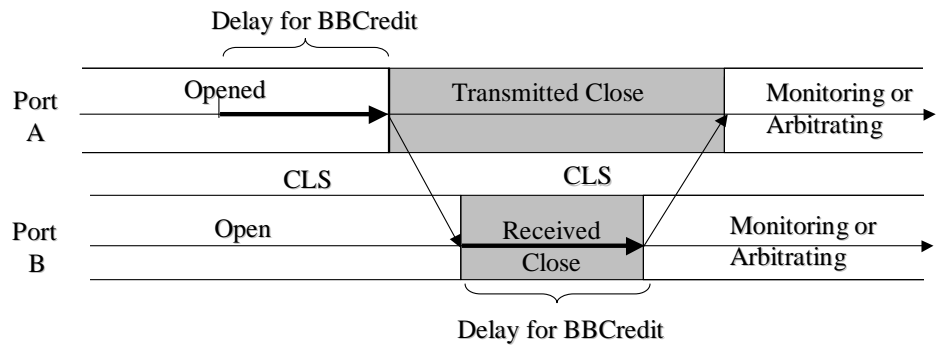 Delay for BBCredit
Port
A
Opened
Transmitted Close
Monitoring or
Arbitrating
CLS
CLS
Port
B
Open
Received
Close
Monitoring or
Arbitrating
Delay for BBCredit